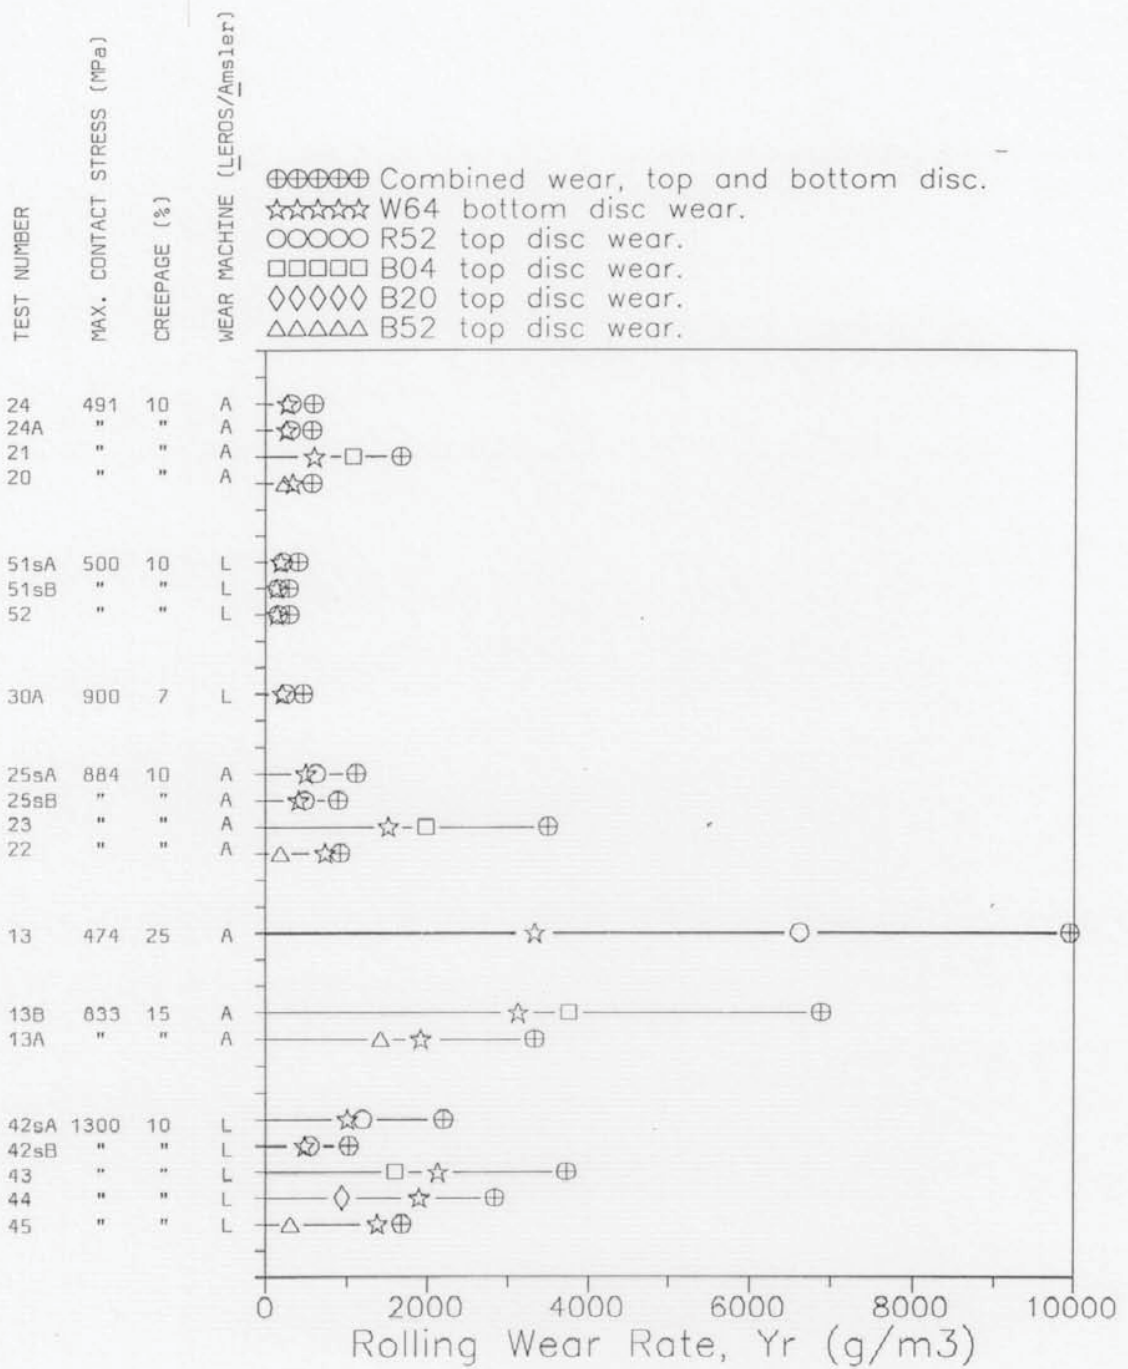 TEST NUMBER
MAX. CONTACT STRESS (MPa)
CREEPAGE (%)
WEAR MACHINE (LEROS/Amsler)
Combined wear, top and bottom disc.
W64 bottom disc wear.
R52 top disc wear.
B04 top disc wear.
B20 top disc wear.
B52 top disc wear.
24 491 10 A
24A " " A
21 " " A
20 " " A
51sA 500 10 L
51sB " " L
52 " " L
30A 900 7 L
25sA 884 10 A
25sB " " A
23 " " A
22 " " A
13 474 25 A
13B 833 15 A
13A " " A
42sA 1300 10 L
42sB " " L
43 " " L
44 " " L
45 " " L
0 2000 4000 6000 8000 10000
Rolling Wear Rate, Yr (g/m3)